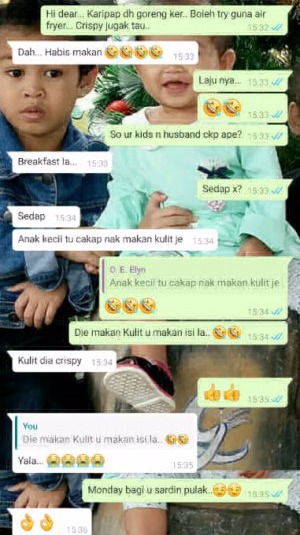 Hi dear... Karipap dh goreng ker.. Boleh try guna air
fryer... Crispy jugak tau..
15:32
Dah... Habis makan 🤣🤣🤣🤣
15:33
Laju nya... 15:33
🤣🤣
15:33
So ur kids n husband ckp ape? 15:33
Breakfast la... 15:33
Sedap x? 15:33
Sedap 15:34
Anak kecil tu cakap nak makan kulit je 15:34
D. E. Elyn
Anak kecil tu cakap nak makan kulit je
🤣🤣🤣
15:34
Die makan Kulit u makan isi la.. 🤣🤣 15:34
Kulit dia crispy 15:34
👍👍 15:35
You
Die makan Kulit u makan isi la.. 🤣🤣
Yala... 😂😂😂😂
15:35
Monday bagi u sardin pulak.. 15:35
👌👌 15:36